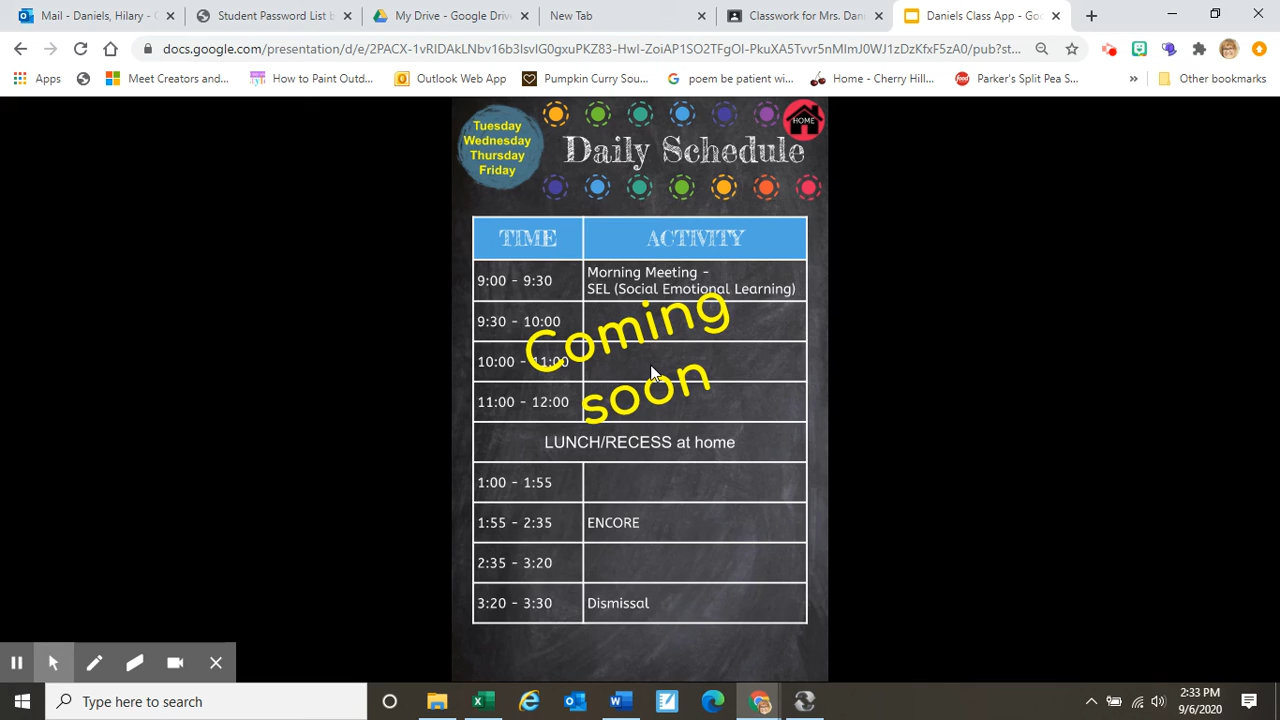 Mail - Daniels, Hilary -
Student Password List b
My Drive - Google Drive
New Tab
Classwork for Mrs. Dan
Daniels Class App - Goo
docs.google.com/presentation/d/e/2PACX-1vRIDAkLNbv16b3IsvlG0gxuPKZ83-HwI-ZoiAP1SO2TFgOI-PkuXA5Tvvr5nMlmJ0WJ1zDzKfxF5zA0/pub?st...
Apps
Meet Creators and...
How to Paint Outd...
Outlook Web App
Pumpkin Curry Sou...
poem be patient wi...
Home - Cherry Hill...
Parker's Split Pea S...
Other bookmarks
Tuesday
Wednesday
Thursday
Friday
Daily Schedule
HOME
TIME ACTIVITY
9:00 - 9:30 Morning Meeting -
SEL (Social Emotional Learning)
9:30 - 10:00
10:00 - 11:00
11:00 - 12:00
Coming
soon
LUNCH/RECESS at home
1:00 - 1:55
1:55 - 2:35 ENCORE
2:35 - 3:20
3:20 - 3:30 Dismissal
Type here to search
2:33 PM
9/6/2020